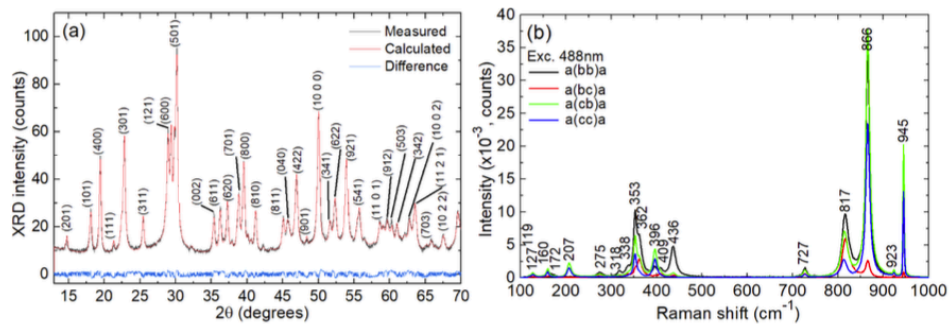 (a)
XRD intensity (counts)
100
80
60
40
20
0
15 20 25 30 35 40 45 50 55 60 65 70
2θ (degrees)
Measured
Calculated
Difference
(201)
(101)
(400)
(111)
(301)
(311)
(121)
(600)
(501)
(002)
(611)
(620)
(701)
(800)
(810)
(811)
(040)
(422)
(901)
(10 0 0)
(341)
(622)
(921)
(541)
(11 0 1)
(912)
(503)
(342)
(10 0 2)
(11 2 1)
(703)
(10 2 2)
(b)
Intensity (x10⁻³, counts)
40
35
30
25
20
15
10
5
0
100 200 300 400 500 600 700 800 900 1000
Raman shift (cm⁻¹)
Exc. 488nm
a(bb)a
a(bc)a
a(cb)a
a(cc)a
119
127
160
172
207
275
318
338
353
362
396
409
436
727
817
866
923
945